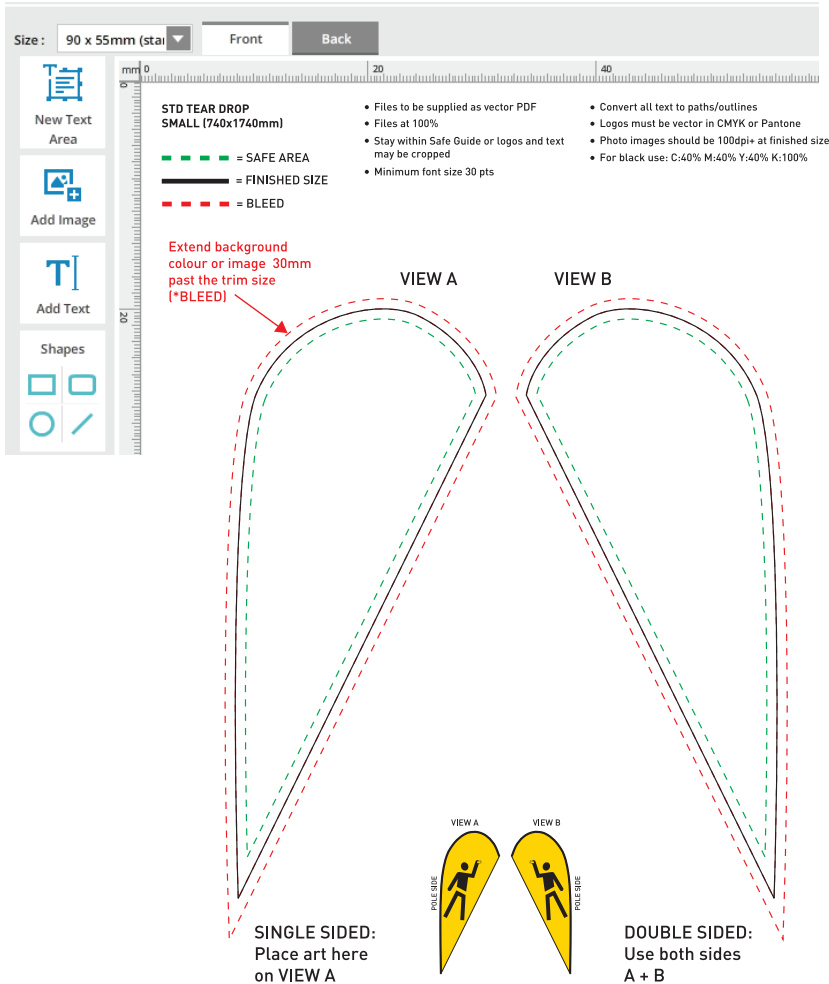 Size :
90 x 55mm (star
Front
Back
mm
0
20
40
0
20
New Text
Area
Add Image
Add Text
Shapes
STD TEAR DROP
SMALL (740x1740mm)
= SAFE AREA
= FINISHED SIZE
= BLEED
• Files to be supplied as vector PDF
• Files at 100%
• Stay within Safe Guide or logos and text
may be cropped
• Minimum font size 30 pts
• Convert all text to paths/outlines
• Logos must be vector in CMYK or Pantone
• Photo images should be 100dpi+ at finished size
• For black use: C:40% M:40% Y:40% K:100%
Extend background
colour or image 30mm
past the trim size
(*BLEED)
VIEW A
VIEW B
VIEW A
VIEW B
POLE SIDE
POLE SIDE
SINGLE SIDED:
Place art here
on VIEW A
DOUBLE SIDED:
Use both sides
A + B